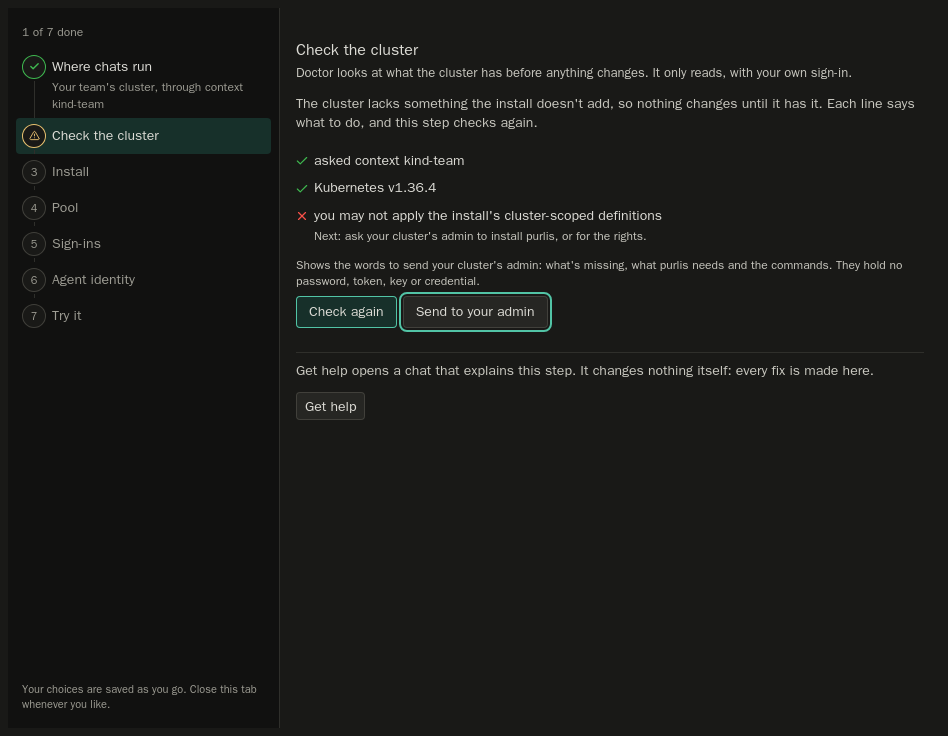 1 of 7 done
Where chats run
Your team's cluster, through context
kind-team
Check the cluster
3 Install
4 Pool
5 Sign-ins
6 Agent identity
7 Try it
Your choices are saved as you go. Close this tab
whenever you like.
Check the cluster
Doctor looks at what the cluster has before anything changes. It only reads, with your own sign-in.
The cluster lacks something the install doesn't add, so nothing changes until it has it. Each line says
what to do, and this step checks again.
asked context kind-team
Kubernetes v1.36.4
you may not apply the install's cluster-scoped definitions
Next: ask your cluster's admin to install purlis, or for the rights.
Shows the words to send your cluster's admin: what's missing, what purlis needs and the commands. They hold no
password, token, key or credential.
Check again Send to your admin
Get help opens a chat that explains this step. It changes nothing itself: every fix is made here.
Get help